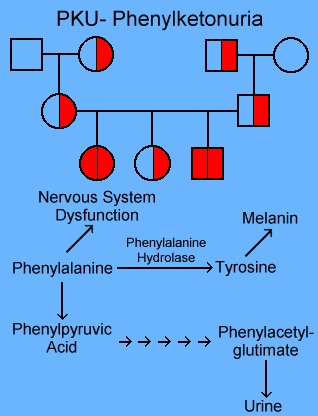 PKU- Phenylketonuria
Nervous System
Dysfunction
Melanin
Phenylalanine
Hydrolase
Phenylalanine
Tyrosine
Phenylpyruvic
Acid
Phenylacetyl-
glutimate
Urine